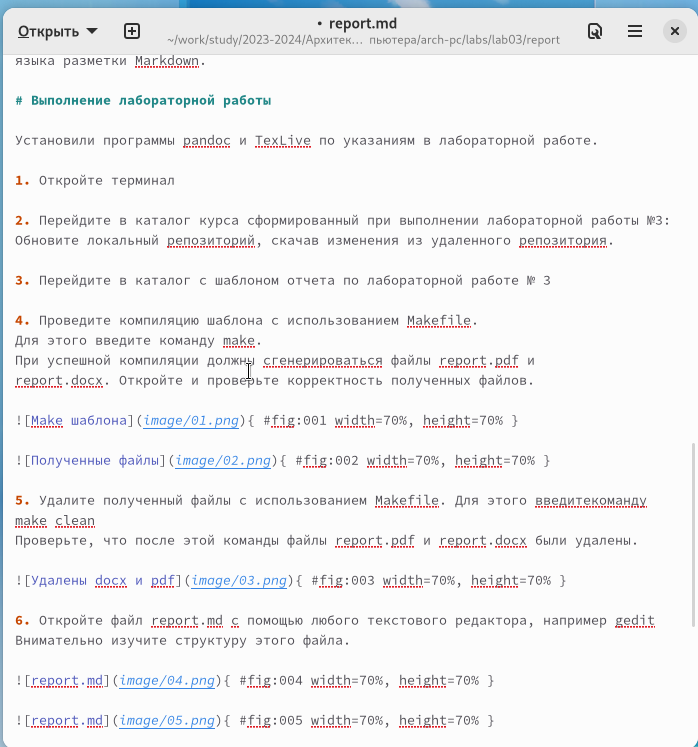 Открыть
• report.md
~/work/study/2023-2024/Архитек… пьютера/arch-pc/labs/lab03/report
языка разметки Markdown.
# Выполнение лабораторной работы
Установили программы pandoc и TexLive по указаниям в лабораторной работе.
1. Откройте терминал
2. Перейдите в каталог курса сформированный при выполнении лабораторной работы №3:
Обновите локальный репозиторий, скачав изменения из удаленного репозитория.
3. Перейдите в каталог с шаблоном отчета по лабораторной работе № 3
4. Проведите компиляцию шаблона с использованием Makefile.
Для этого введите команду make.
При успешной компиляции должны сгенерироваться файлы report.pdf и
report.docx. Откройте и проверьте корректность полученных файлов.
![Make шаблона](image/01.png){ #fig:001 width=70%, height=70% }
![Полученные файлы](image/02.png){ #fig:002 width=70%, height=70% }
5. Удалите полученный файлы с использованием Makefile. Для этого введитекоманду
make clean
Проверьте, что после этой команды файлы report.pdf и report.docx были удалены.
![Удалены docx и pdf](image/03.png){ #fig:003 width=70%, height=70% }
6. Откройте файл report.md с помощью любого текстового редактора, например gedit
Внимательно изучите структуру этого файла.
![report.md](image/04.png){ #fig:004 width=70%, height=70% }
![report.md](image/05.png){ #fig:005 width=70%, height=70% }